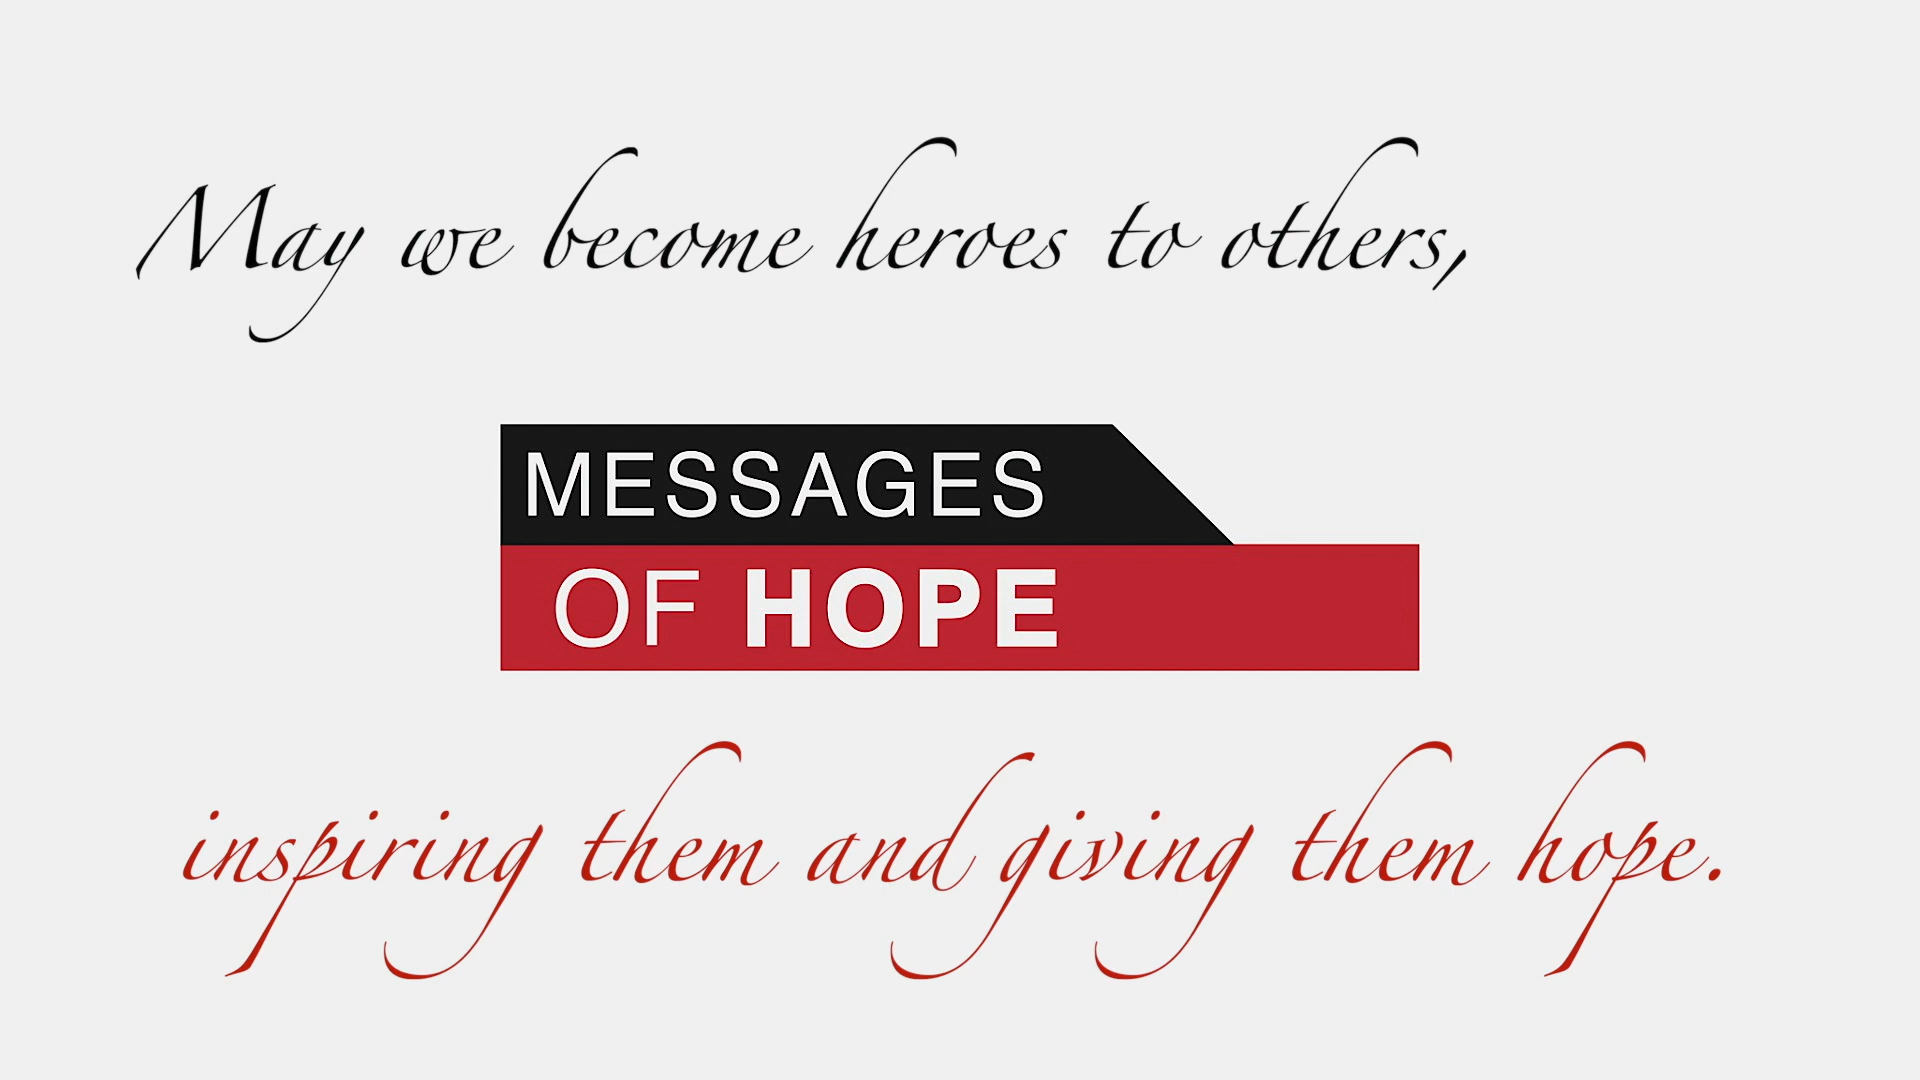 May we become heroes to others,
MESSAGES
OF HOPE
inspiring them and giving them hope.